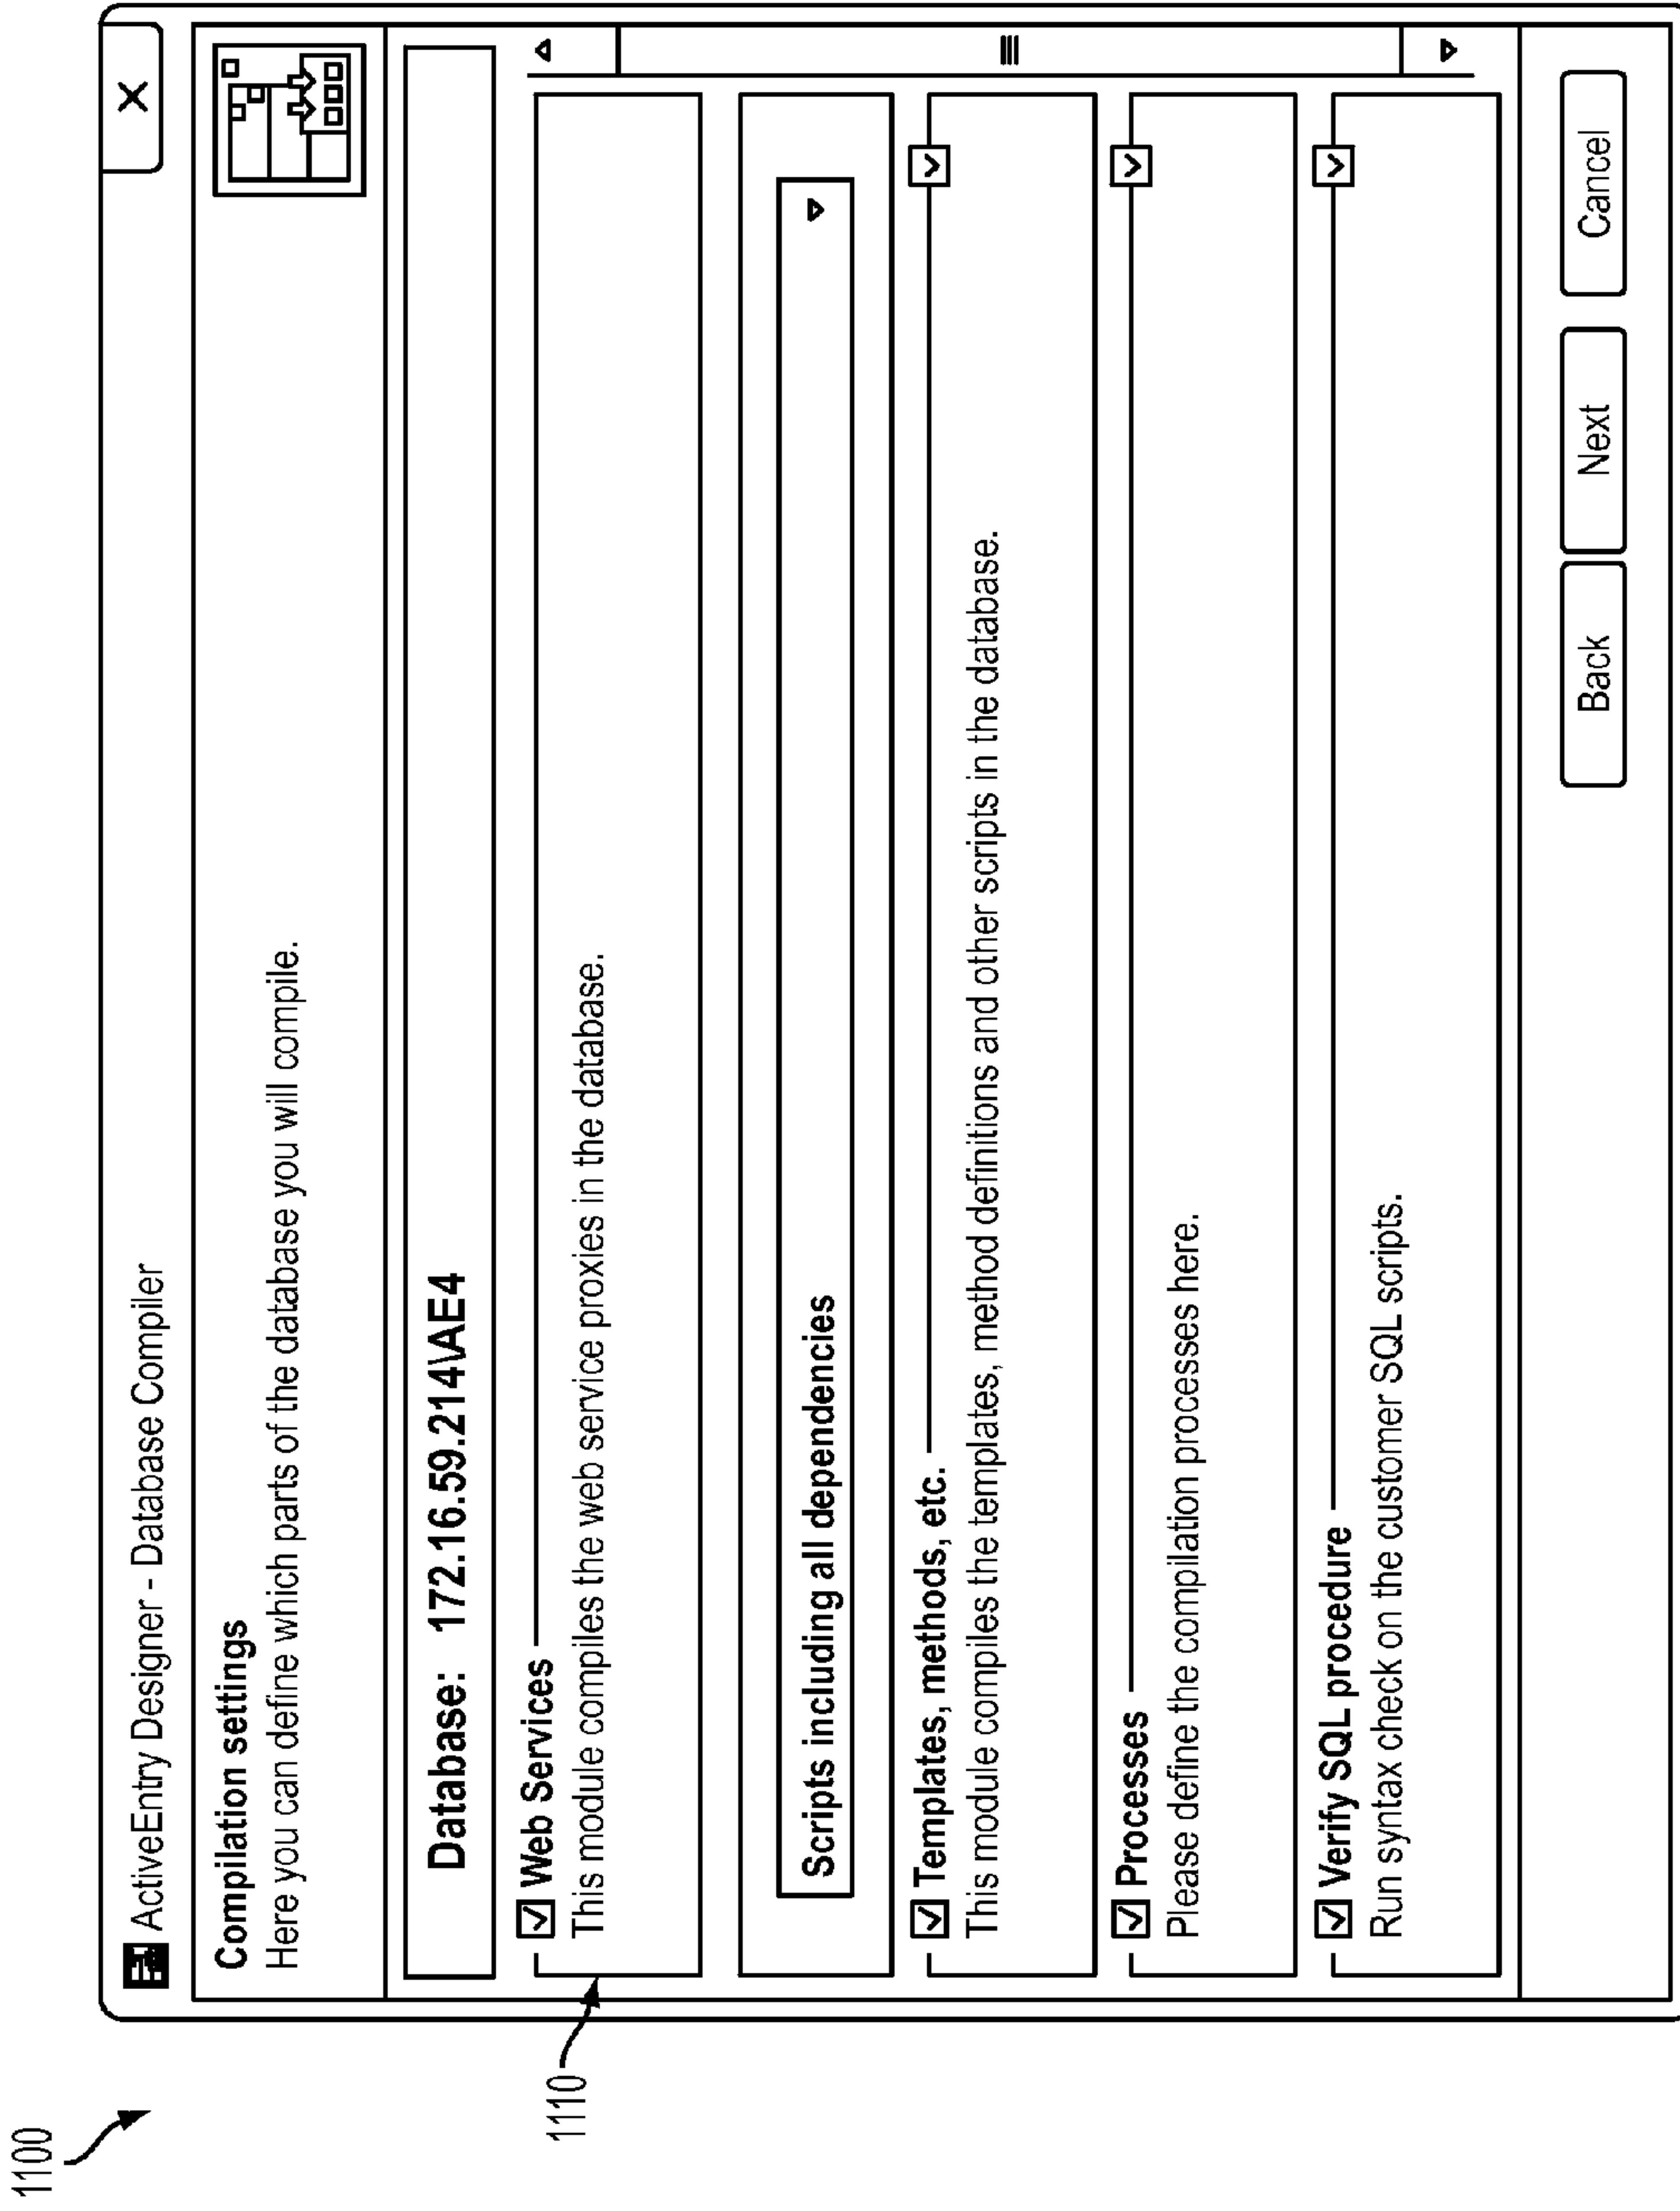 1100
ActiveEntry Designer - Database Compiler
X
Compilation settings
Here you can define which parts of the database you will compile.
Database: 172.16.59.214\AE4
1110
Web Services
This module compiles the web service proxies in the database.
Scripts including all dependencies
Templates, methods, etc.
This module compiles the templates, method definitions and other scripts in the database.
Processes
Please define the compilation processes here.
Verify SQL procedure
Run syntax check on the customer SQL scripts.
Back Next Cancel